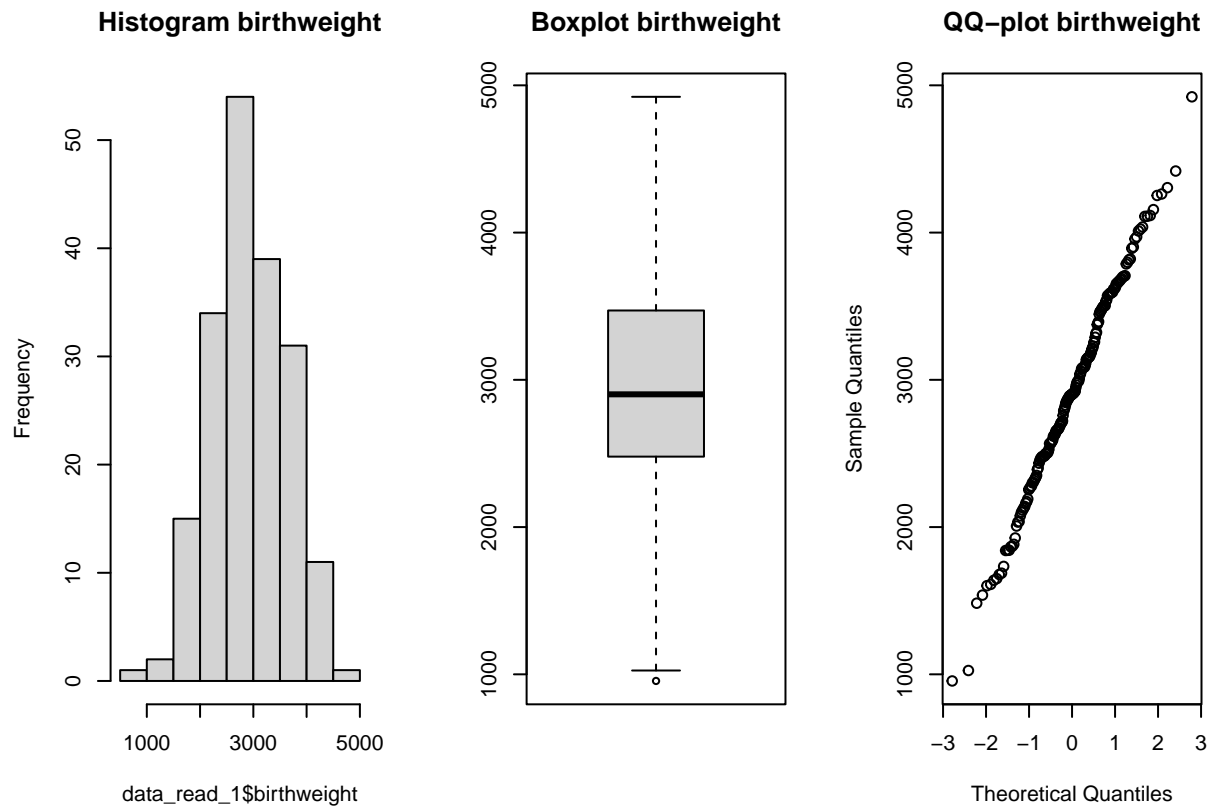 Histogram birthweight
Frequency
0
10
20
30
40
50
1000 3000 5000
data_read_1$birthweight
Boxplot birthweight
1000
2000
3000
4000
5000
QQ−plot birthweight
Sample Quantiles
1000
2000
3000
4000
5000
−3 −2 −1 0 1 2 3
Theoretical Quantiles